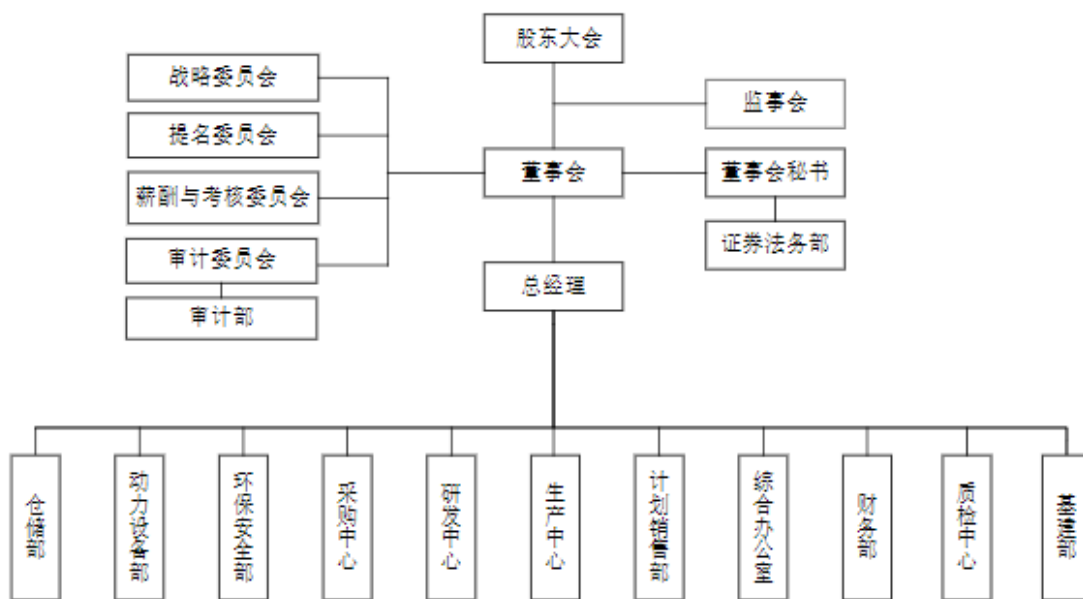 股东大会
战略委员会
监事会
提名委员会
董事会
董事会秘书
薪酬与考核委员会
证券法务部
审计委员会
总经理
审计部
仓储部
动力设备部
环保安全部
采购中心
研发中心
生产中心
计划销售部
综合办公室
财务部
质检中心
基建部